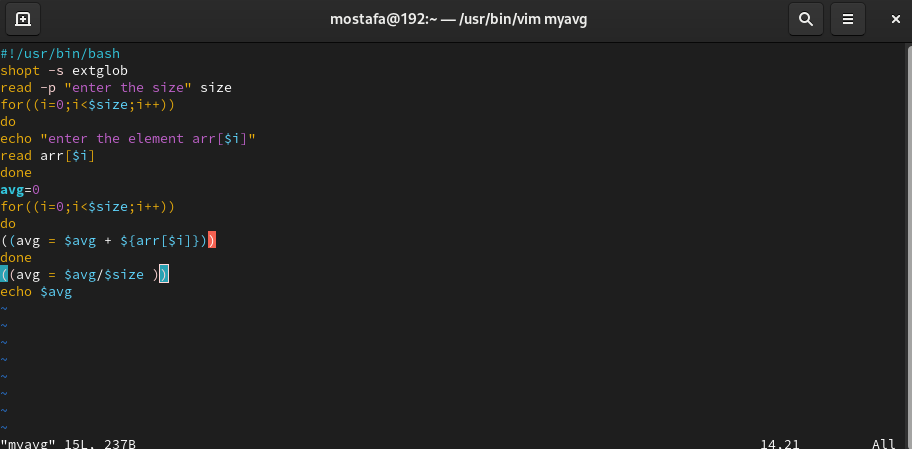 mostafa@192:~ — /usr/bin/vim myavg
#!/usr/bin/bash
shopt -s extglob
read -p "enter the size" size
for((i=0;i<$size;i++))
do
echo "enter the element arr[$i]"
read arr[$i]
done
avg=0
for((i=0;i<$size;i++))
do
((avg = $avg + ${arr[$i]}))
done
((avg = $avg/$size ))
echo $avg
~
~
~
~
~
~
~
~
"myavg" 15L, 237B 14,21 All